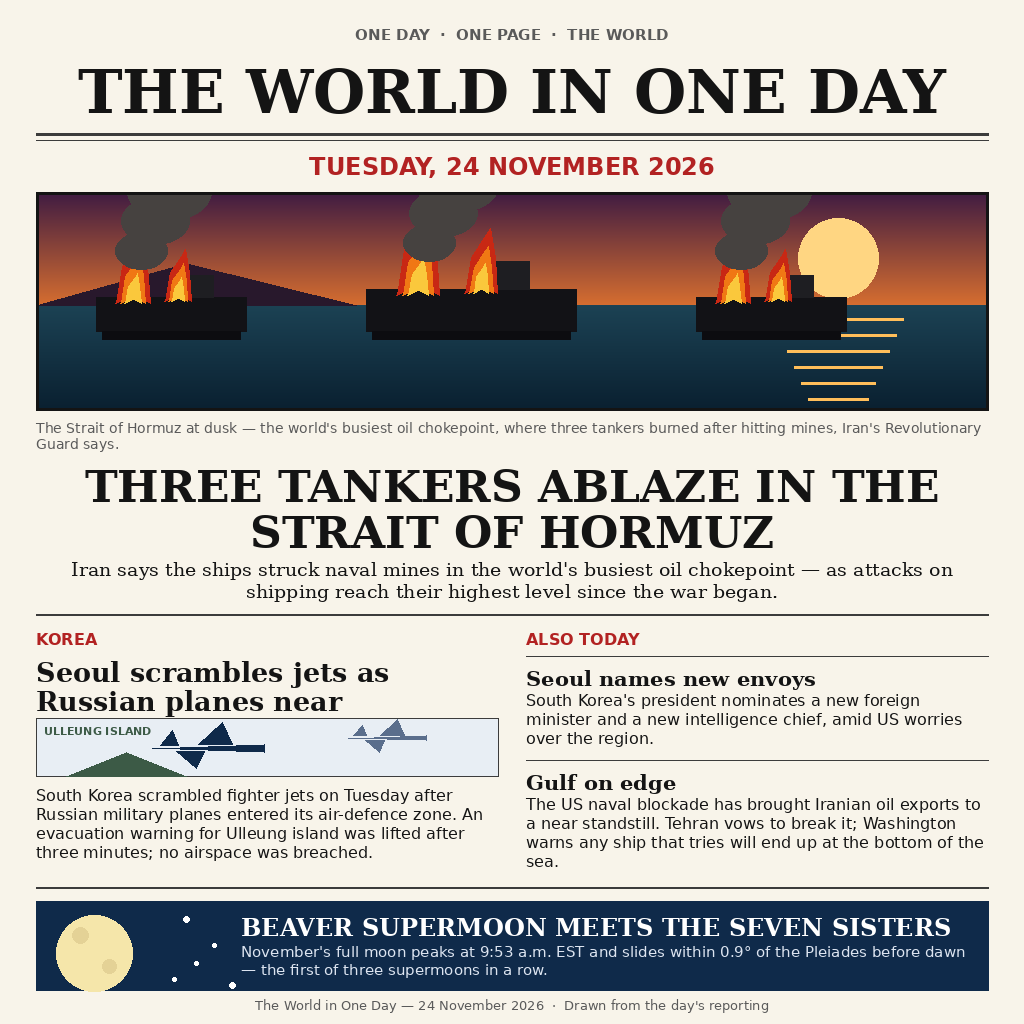 ONE DAY · ONE PAGE · THE WORLD
THE WORLD IN ONE DAY
TUESDAY, 24 NOVEMBER 2026
The Strait of Hormuz at dusk — the world's busiest oil chokepoint, where three tankers burned after hitting mines, Iran's Revolutionary
Guard says.
THREE TANKERS ABLAZE IN THE
STRAIT OF HORMUZ
Iran says the ships struck naval mines in the world's busiest oil chokepoint — as attacks on
shipping reach their highest level since the war began.
KOREA
Seoul scrambles jets as
Russian planes near
ULLEUNG ISLAND
South Korea scrambled fighter jets on Tuesday after
Russian military planes entered its air-defence zone. An
evacuation warning for Ulleung island was lifted after
three minutes; no airspace was breached.
ALSO TODAY
Seoul names new envoys
South Korea's president nominates a new foreign
minister and a new intelligence chief, amid US worries
over the region.
Gulf on edge
The US naval blockade has brought Iranian oil exports to
a near standstill. Tehran vows to break it; Washington
warns any ship that tries will end up at the bottom of the
sea.
BEAVER SUPERMOON MEETS THE SEVEN SISTERS
November's full moon peaks at 9:53 a.m. EST and slides within 0.9° of the Pleiades before dawn
— the first of three supermoons in a row.
The World in One Day — 24 November 2026 · Drawn from the day's reporting